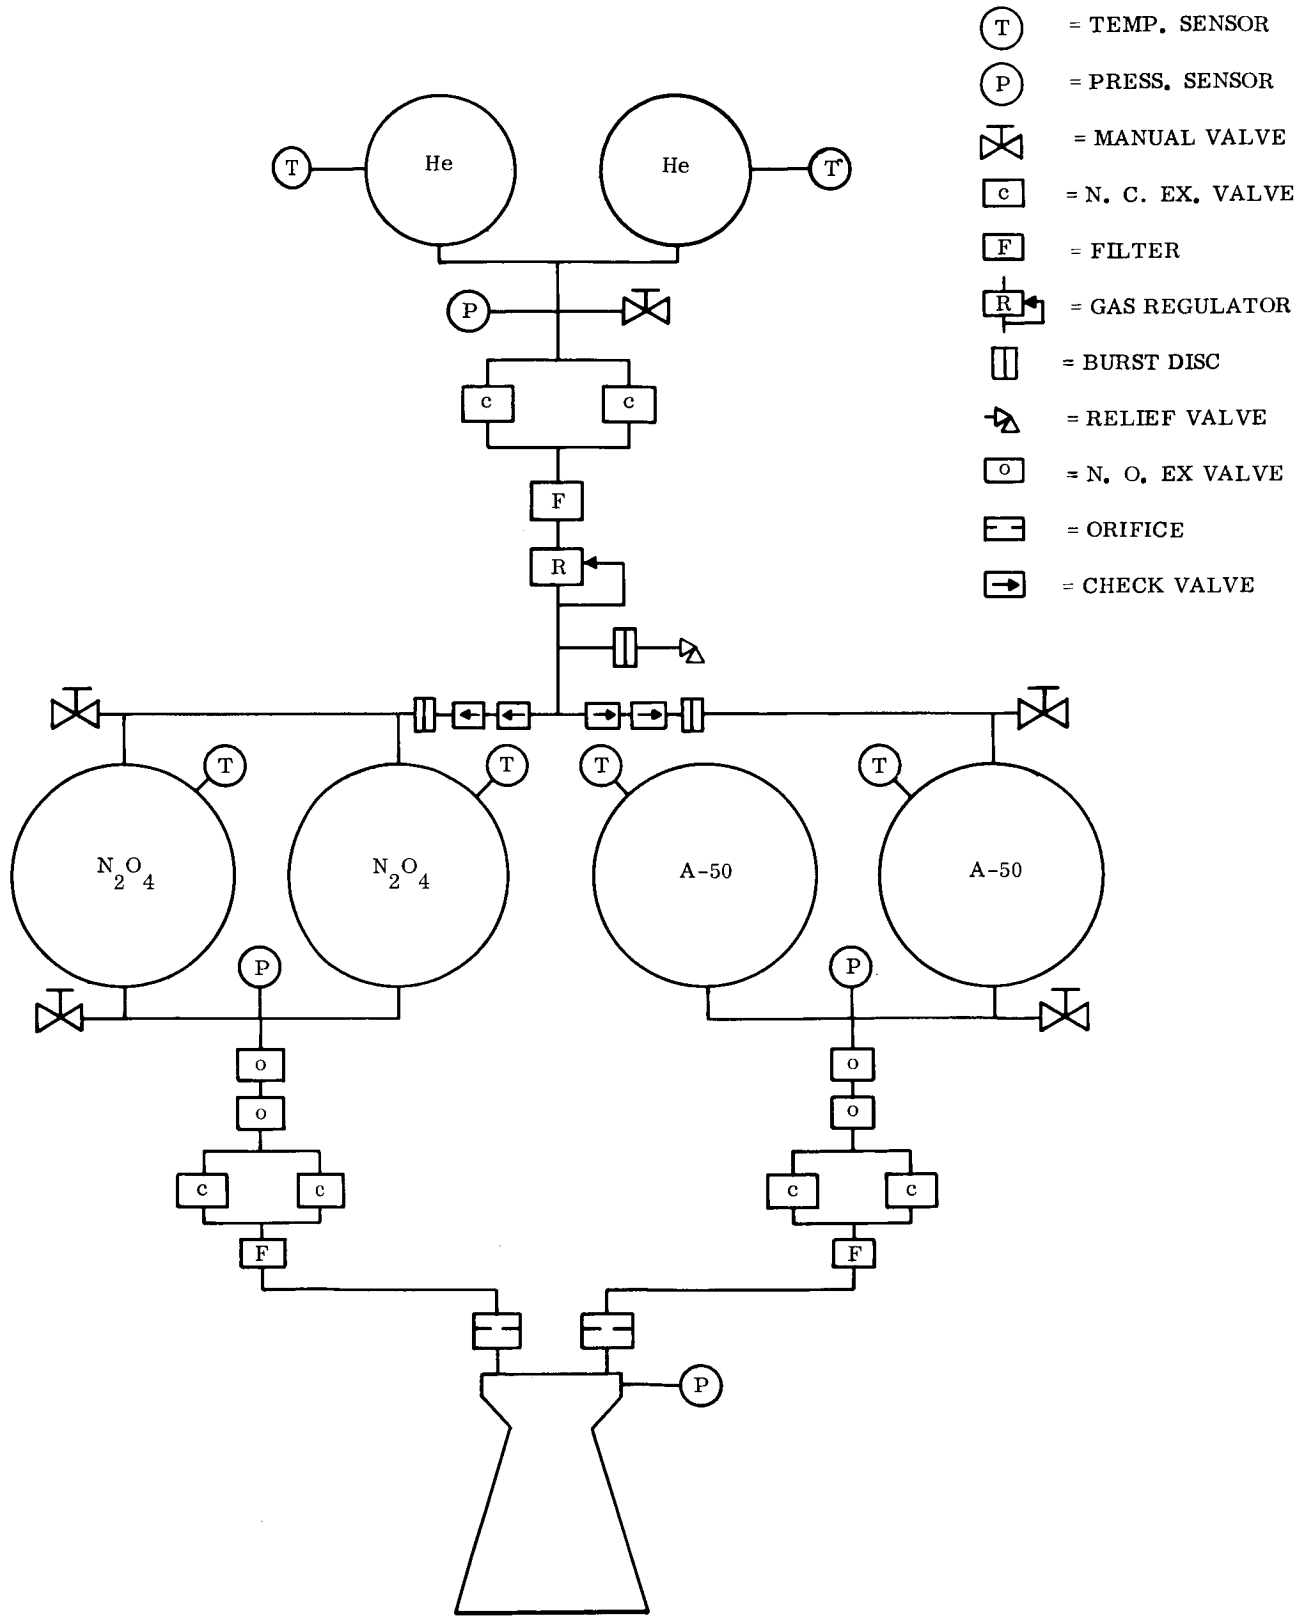 T = TEMP. SENSOR
P = PRESS. SENSOR
= MANUAL VALVE
c = N. C. EX. VALVE
F = FILTER
R = GAS REGULATOR
= BURST DISC
= RELIEF VALVE
o = N. O. EX VALVE
= ORIFICE
= CHECK VALVE
T He He T
P
c c
F
R
T T T T
N2O4 N2O4 A-50 A-50
P P
o o
o o
c c c c
F F
P